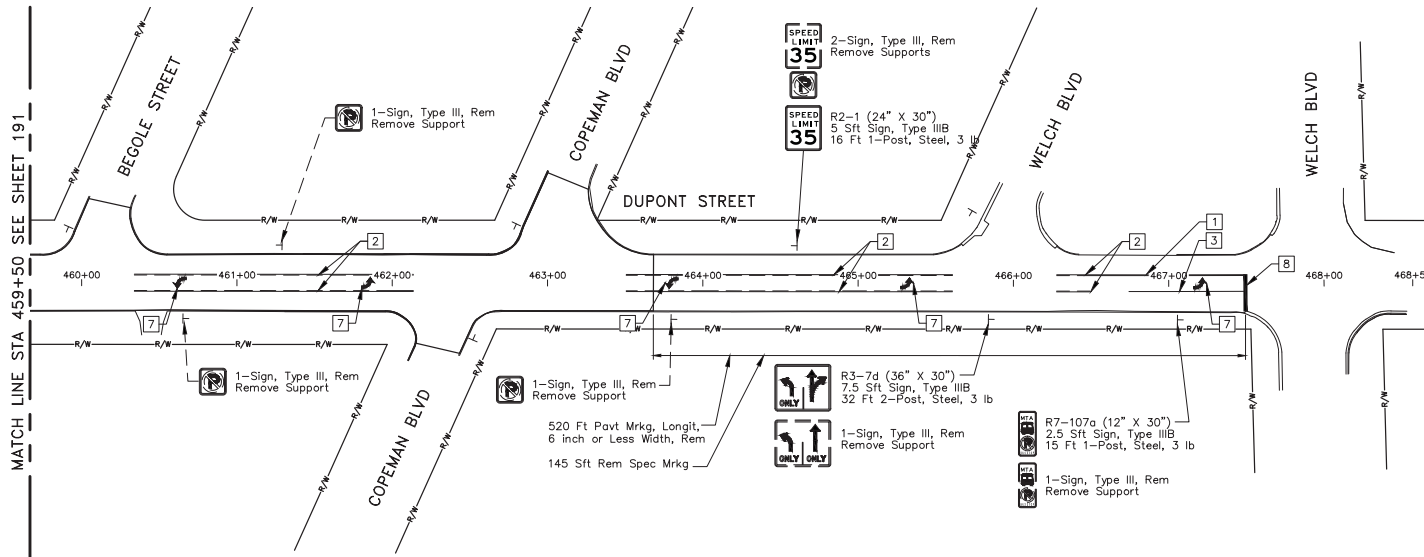 MATCH LINE STA 459+50 SEE SHEET 191
R/W
R/W
BEGOLE STREET
R/W
1-Sign, Type III, Rem
Remove Support
COPEMAN BLVD
R/W
R/W
SPEED
LIMIT
35
2-Sign, Type III, Rem
Remove Supports
SPEED
LIMIT
35
R2-1 (24" X 30")
5 Sft Sign, Type IIIB
16 Ft 1-Post, Steel, 3 lb
R/W
WELCH BLVD
R/W
WELCH BLVD
R/W
R/W
DUPONT STREET
R/W
R/W
R/W
R/W
R/W
R/W
R/W
R/W
R/W
R/W
R/W
2
2
2
1
3
8
460+00
461+00
462+00
463+00
464+00
465+00
466+00
467+00
468+00
468+5
7
7
7
7
7
R/W
R/W
R/W
R/W
R/W
R/W
R/W
R/W
R/W
R/W
R/W
R/W
1-Sign, Type III, Rem
Remove Support
COPEMAN BLVD
R/W
R/W
1-Sign, Type III, Rem
Remove Support
520 Ft Pavt Mrkg, Longit,
6 inch or Less Width, Rem
145 Sft Rem Spec Mrkg
ONLY
R3-7d (36" X 30")
7.5 Sft Sign, Type IIIB
32 Ft 2-Post, Steel, 3 lb
ONLY ONLY
1-Sign, Type III, Rem
Remove Support
MTA
R7-107a (12" X 30")
2.5 Sft Sign, Type IIIB
15 Ft 1-Post, Steel, 3 lb
MTA
1-Sign, Type III, Rem
Remove Support
R/W
R/W